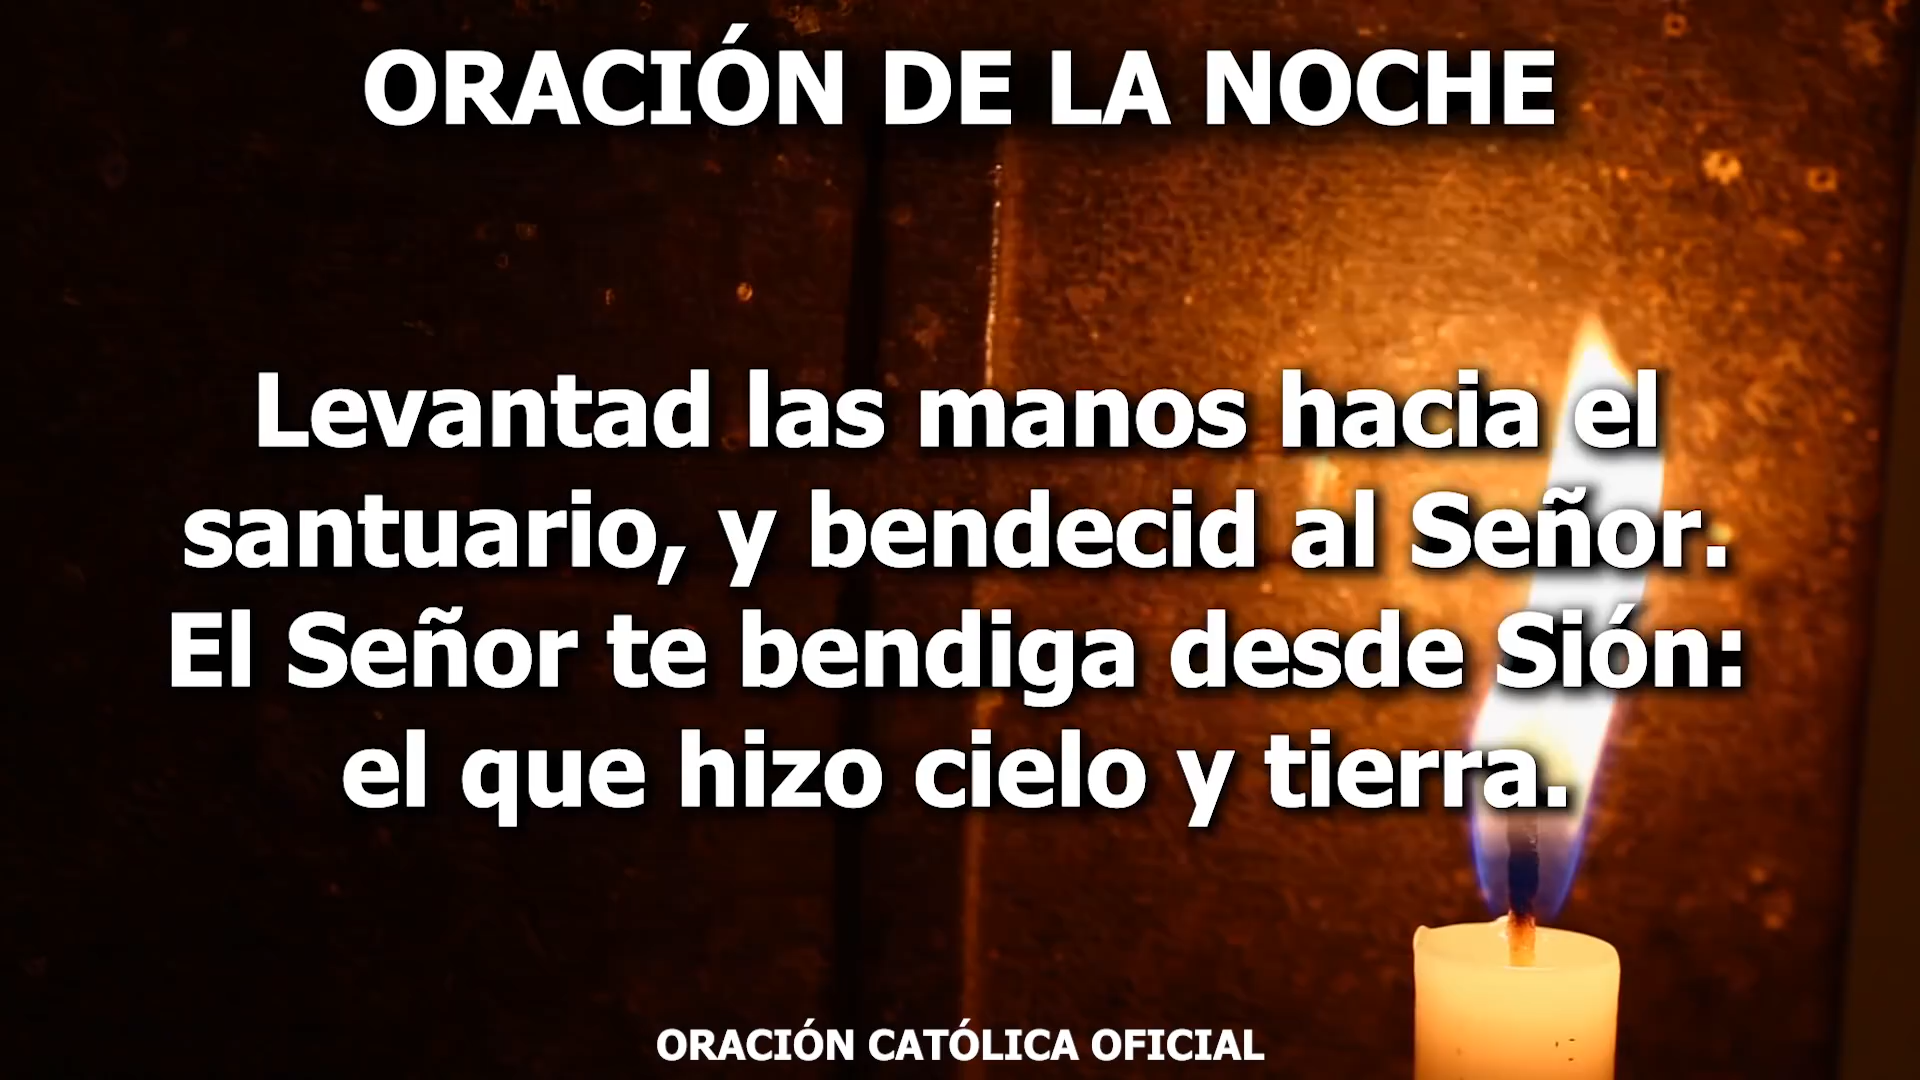 ORACIÓN DE LA NOCHE
Levantad las manos hacia el
santuario, y bendecid al Señor.
El Señor te bendiga desde Sión:
el que hizo cielo y tierra.
ORACIÓN CATÓLICA OFICIAL